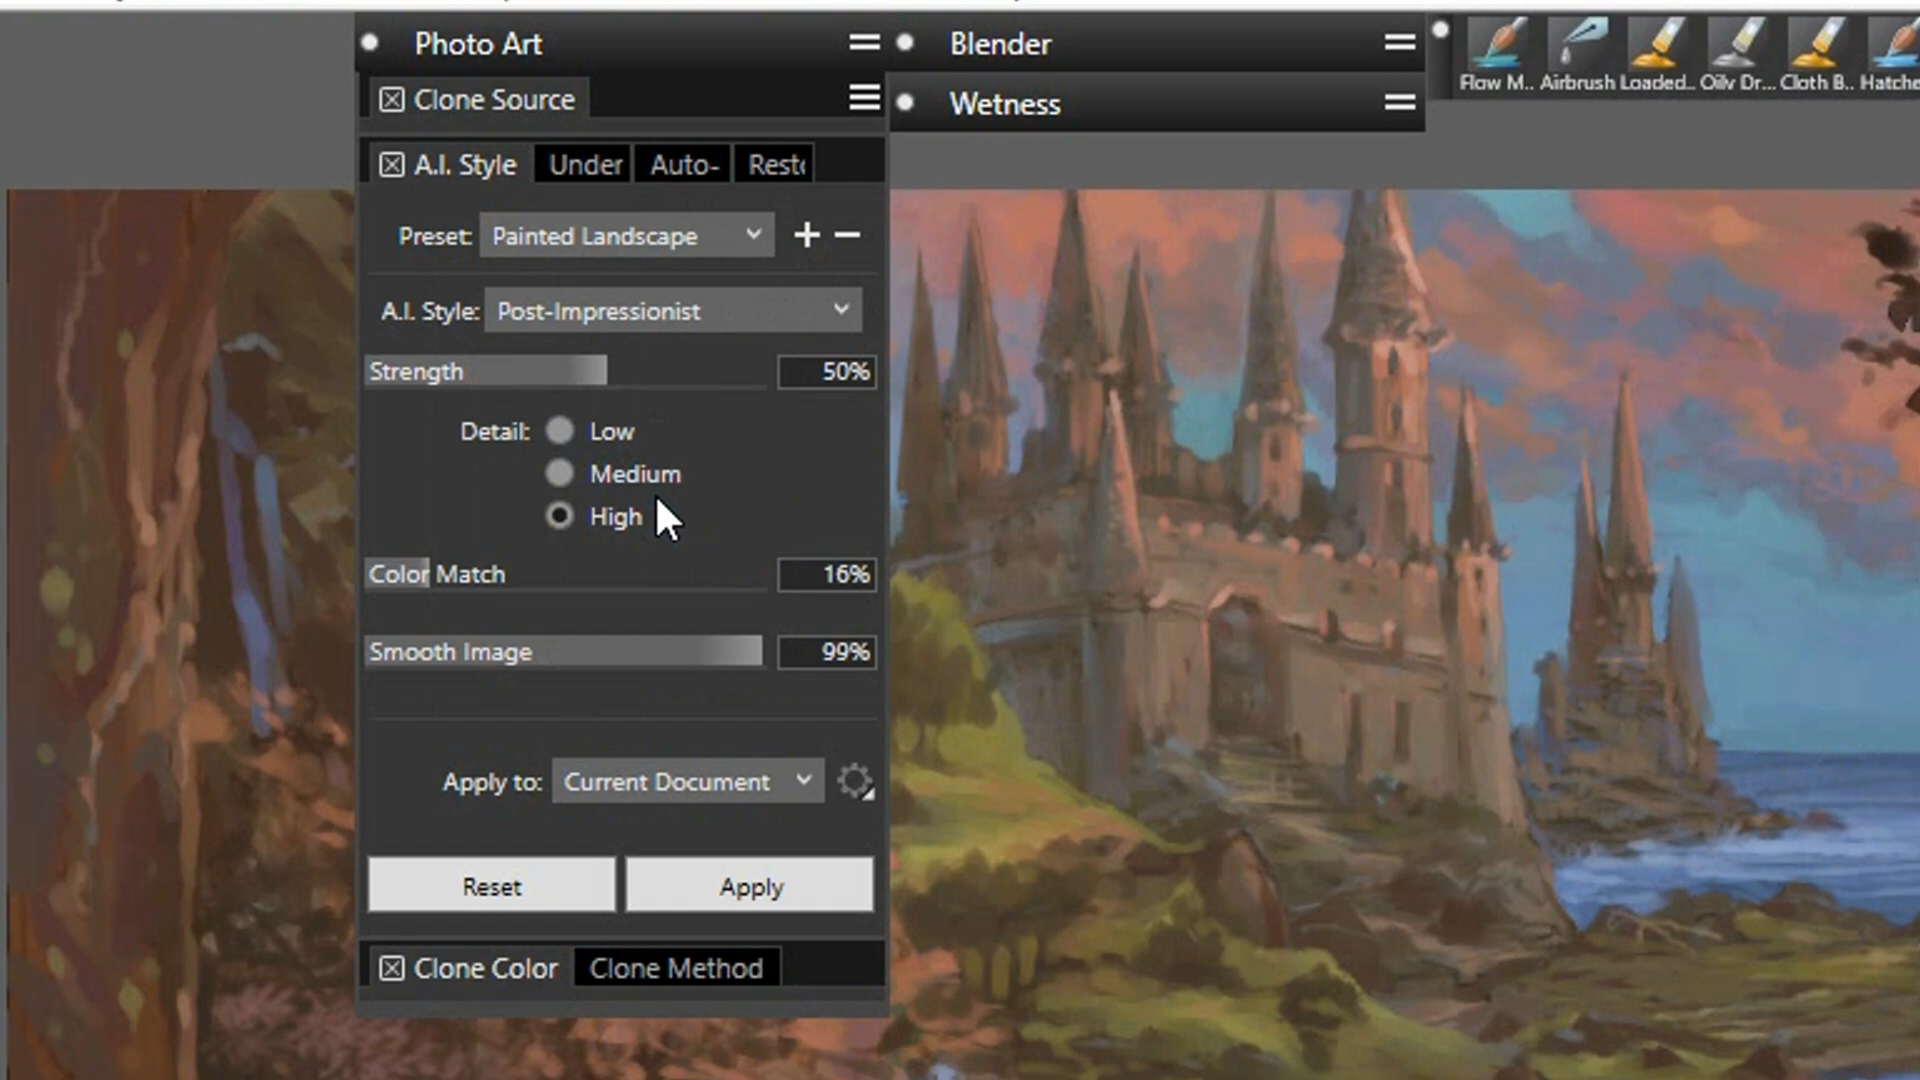 Photo Art
Blender
Flow M.. Airbrush Loaded.. Oily Dr... Cloth B.. Hatche
Clone Source
Wetness
A.I. Style Under Auto- Rest
Preset: Painted Landscape
A.I. Style: Post-Impressionist
Strength 50%
Detail: Low
Medium
High
Color Match 16%
Smooth Image 99%
Apply to: Current Document
Reset Apply
Clone Color Clone Method